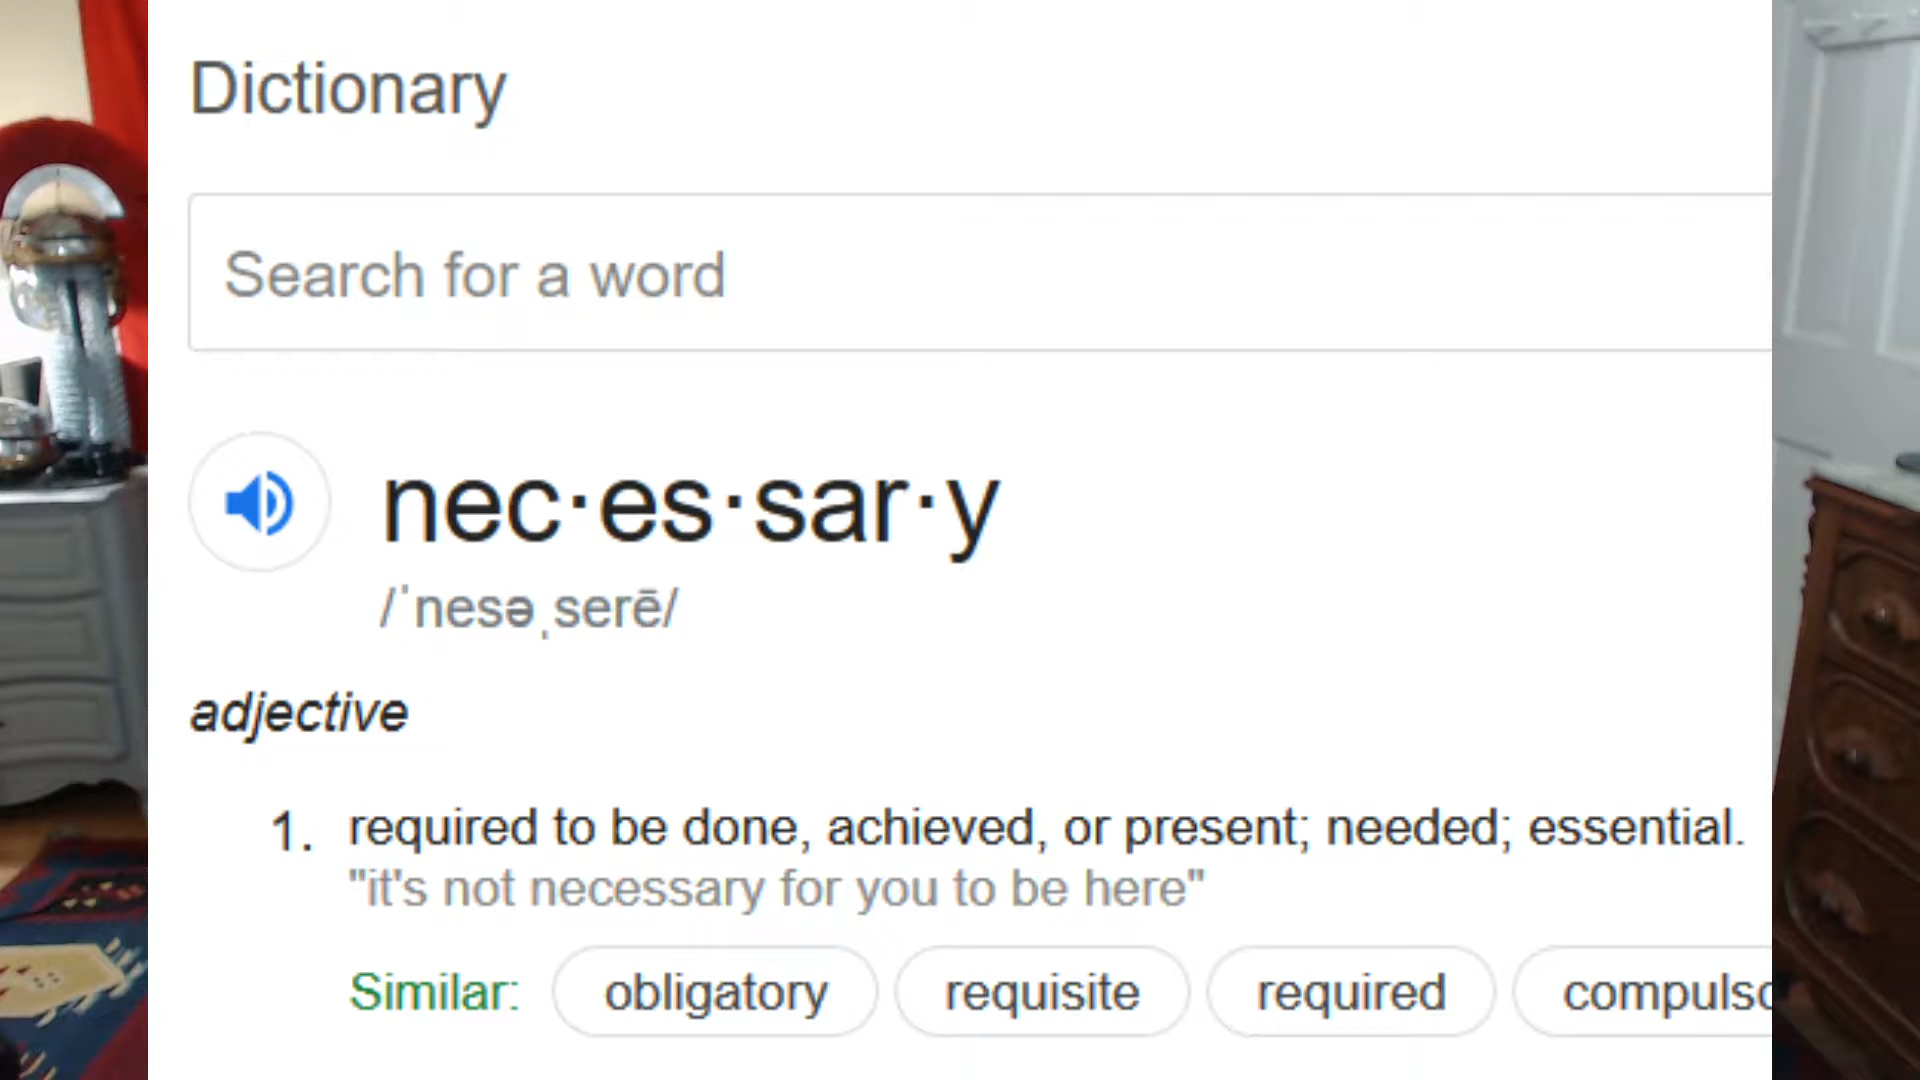 Dictionary
Search for a word
nec·es·sar·y
/ˈnesəˌserē/
adjective
1. required to be done, achieved, or present; needed; essential.
"it's not necessary for you to be here"
Similar: obligatory requisite required compulso